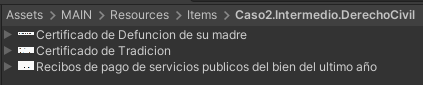 Assets > MAIN > Resources > Items > Caso2.Intermedio.DerechoCivil
Certificado de Defuncion de su madre
Certificado de Tradicion
Recibos de pago de servicios publicos del bien del ultimo año